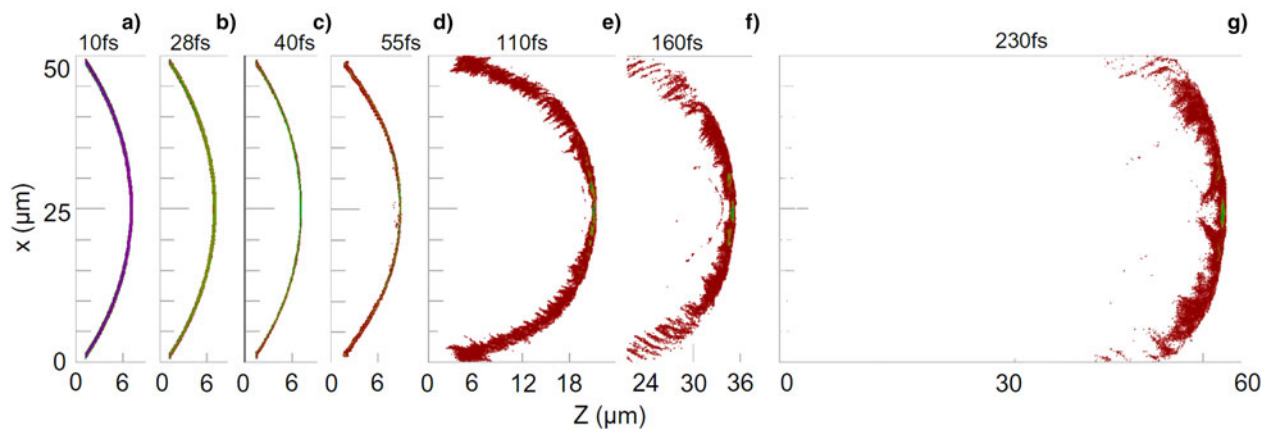 a) b) c) d) e) f) g)
10fs 28fs 40fs 55fs 110fs 160fs 230fs
50
25
0
x (μm)
0 6 0 6 0 6 0 6 0 6 12 18 24 30 36 0 30 60
Z (μm)